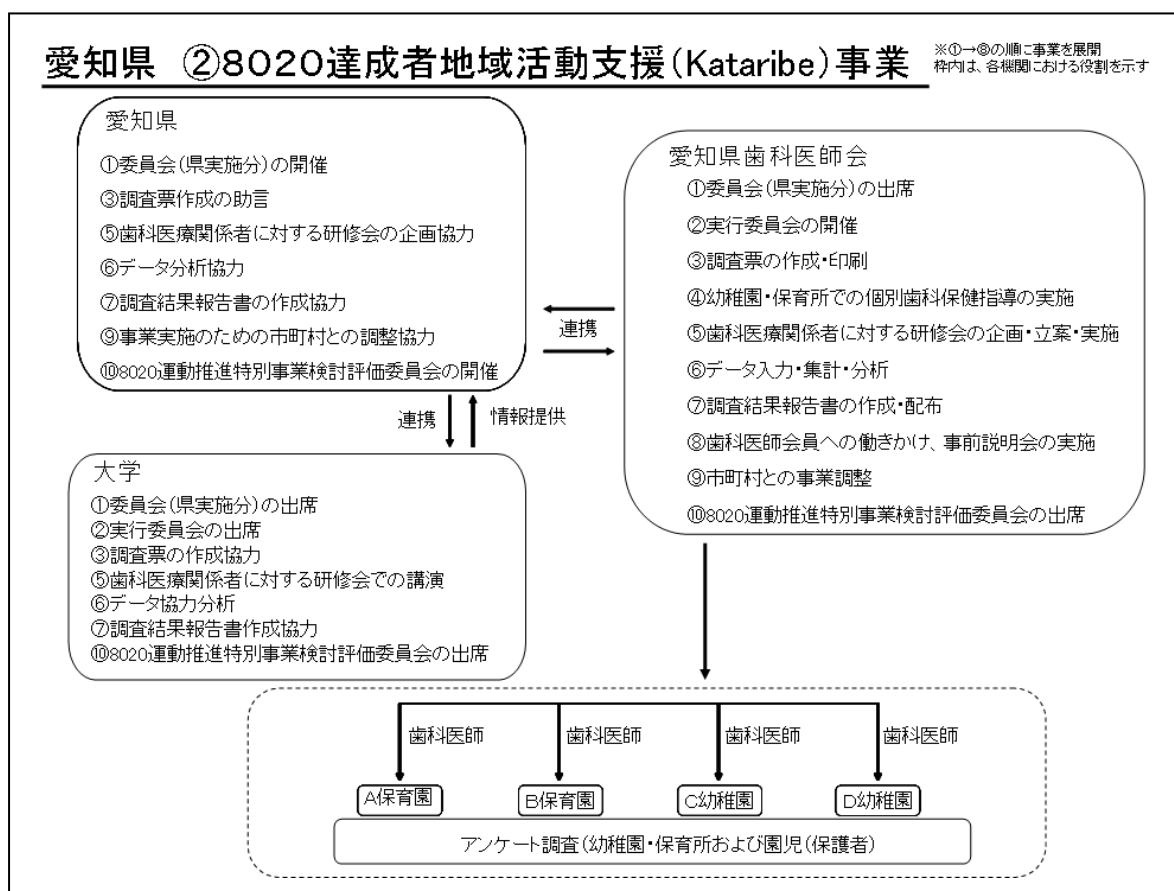 愛知県 ②8020達成者地域活動支援(Kataribe)事業
※①→⑧の順に事業を展開
枠内は、各機関における役割を示す
愛知県
①委員会(県実施分)の開催
③調査票作成の助言
⑤歯科医療関係者に対する研修会の企画協力
⑥データ分析協力
⑦調査結果報告書の作成協力
⑨事業実施のための市町村との調整協力
⑩8020運動推進特別事業検討評価委員会の開催
連携
愛知県歯科医師会
①委員会(県実施分)の出席
②実行委員会の開催
③調査票の作成・印刷
④幼稚園・保育所での個別歯科保健指導の実施
⑤歯科医療関係者に対する研修会の企画・立案・実施
⑥データ入力・集計・分析
⑦調査結果報告書の作成・配布
⑧歯科医師会員への働きかけ、事前説明会の実施
⑨市町村との事業調整
⑩8020運動推進特別事業検討評価委員会の出席
連携
情報提供
大学
①委員会(県実施分)の出席
②実行委員会の出席
③調査票の作成協力
⑤歯科医療関係者に対する研修会での講演
⑥データ協力分析
⑦調査結果報告書作成協力
⑩8020運動推進特別事業検討評価委員会の出席
歯科医師
歯科医師
歯科医師
歯科医師
A保育園
B保育園
C幼稚園
D幼稚園
アンケート調査(幼稚園・保育所および園児(保護者)